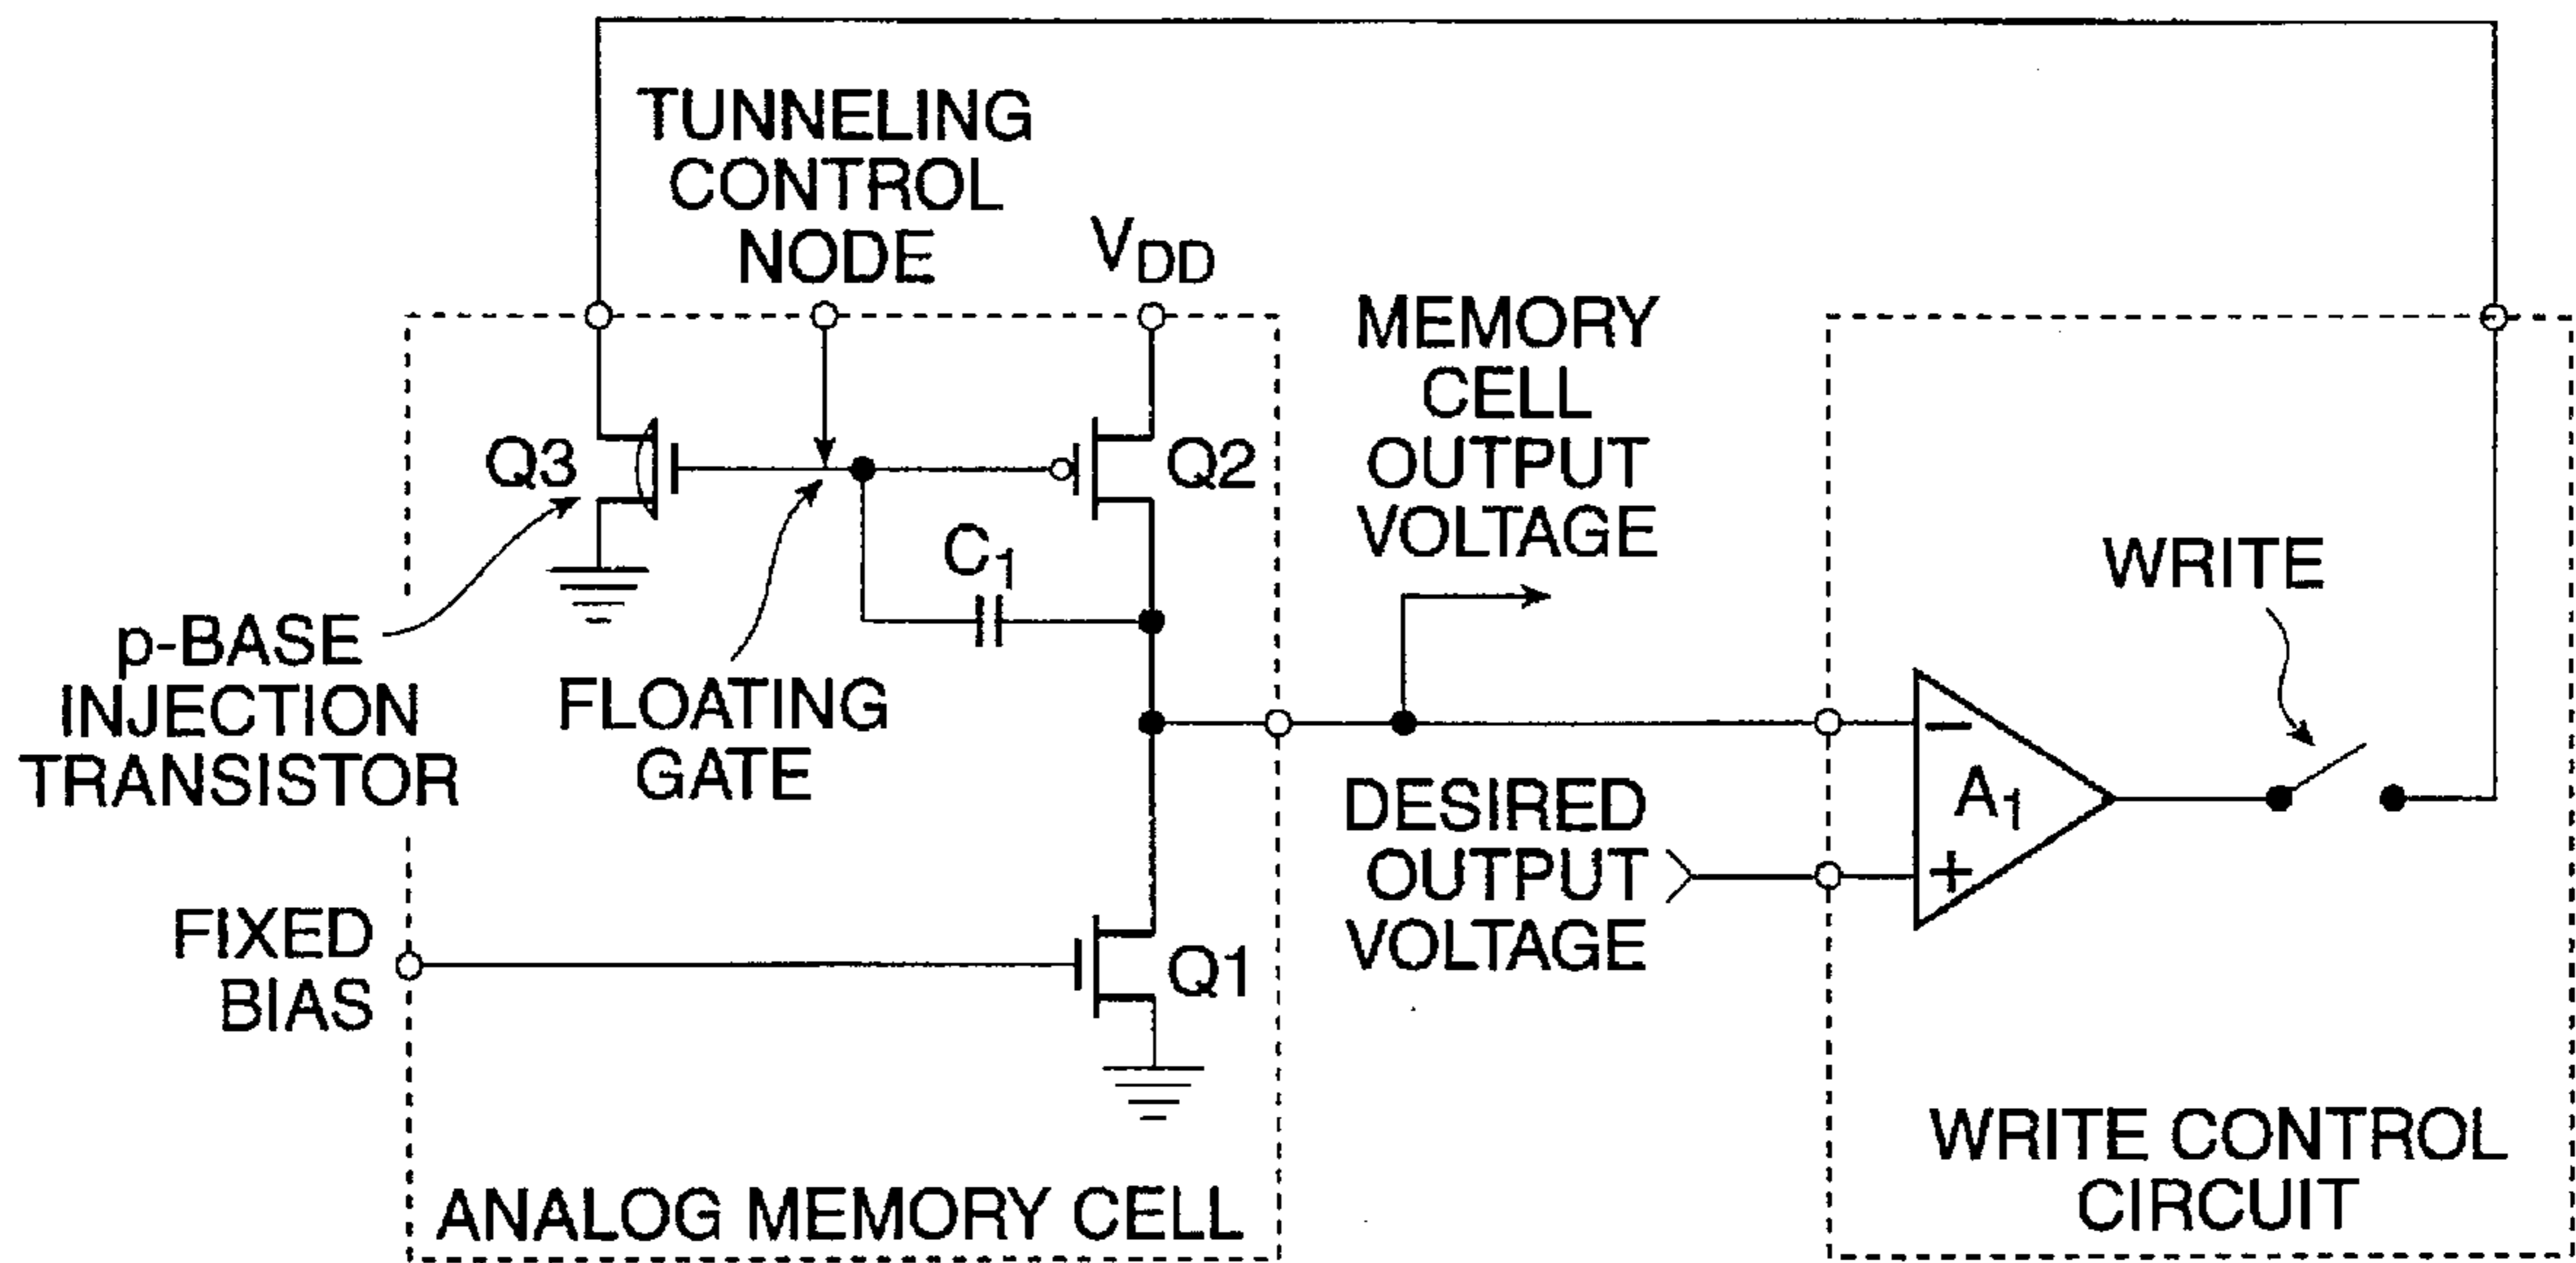 TUNNELING
CONTROL
NODE
VDD
MEMORY
CELL
OUTPUT
VOLTAGE
Q3
Q2
C1
WRITE
p-BASE
INJECTION
TRANSISTOR
FLOATING
GATE
DESIRED
OUTPUT
VOLTAGE
−
A1
+
FIXED
BIAS
Q1
ANALOG MEMORY CELL
WRITE CONTROL
CIRCUIT